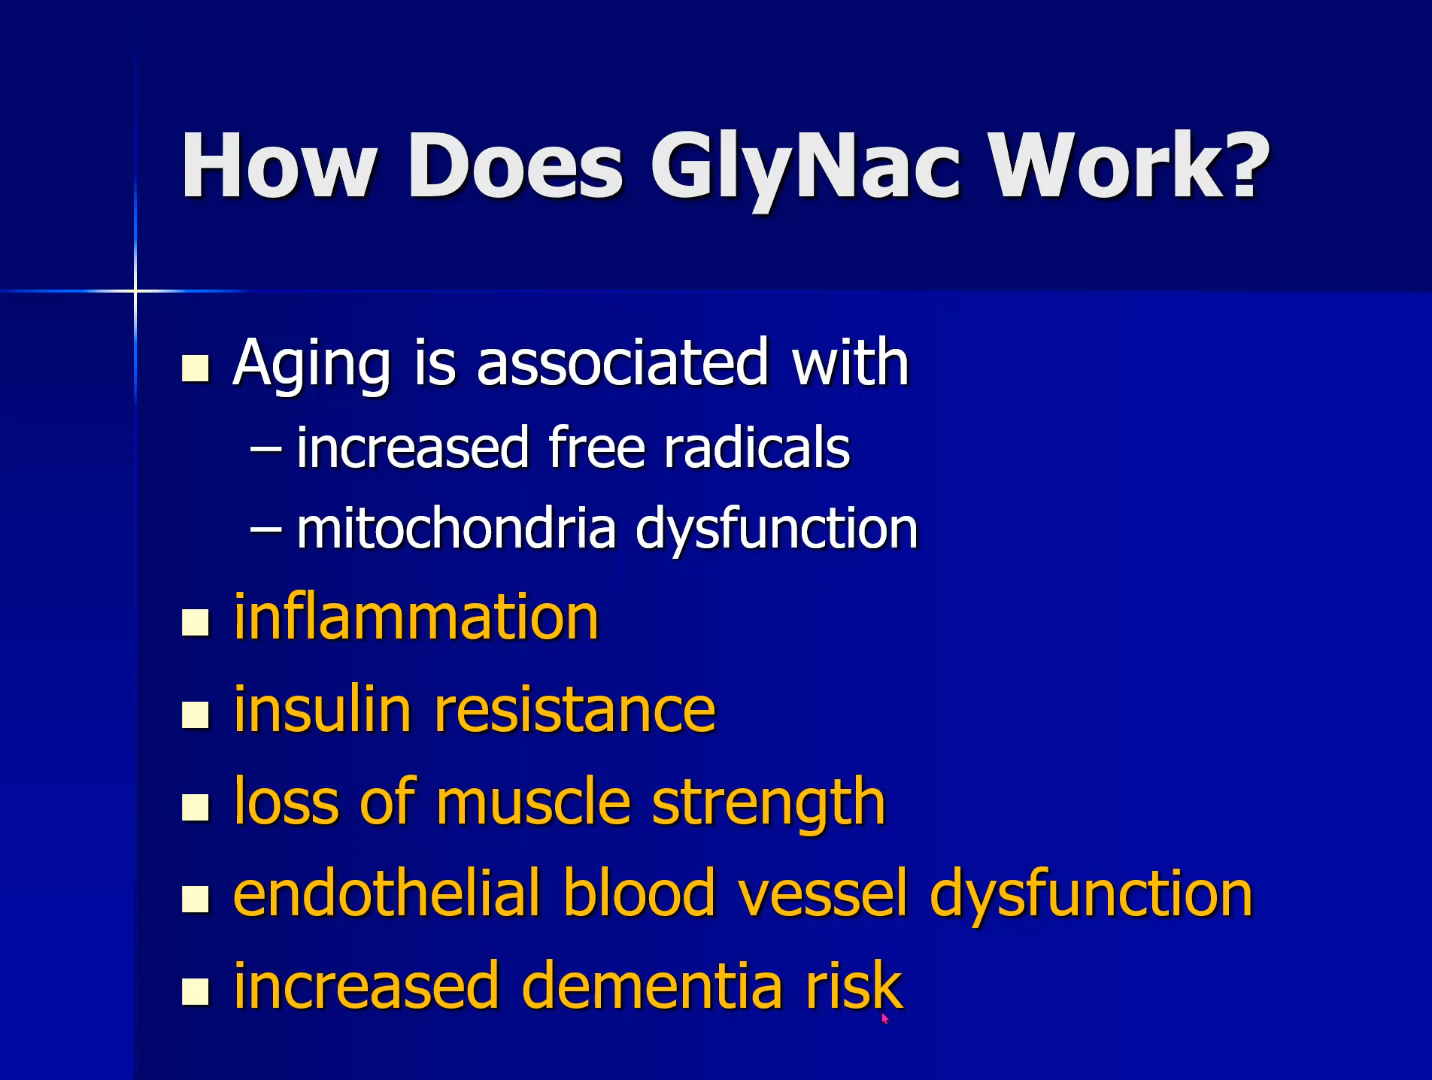 How Does GlyNac Work?
■ Aging is associated with
– increased free radicals
– mitochondria dysfunction
■ inflammation
■ insulin resistance
■ loss of muscle strength
■ endothelial blood vessel dysfunction
■ increased dementia risk